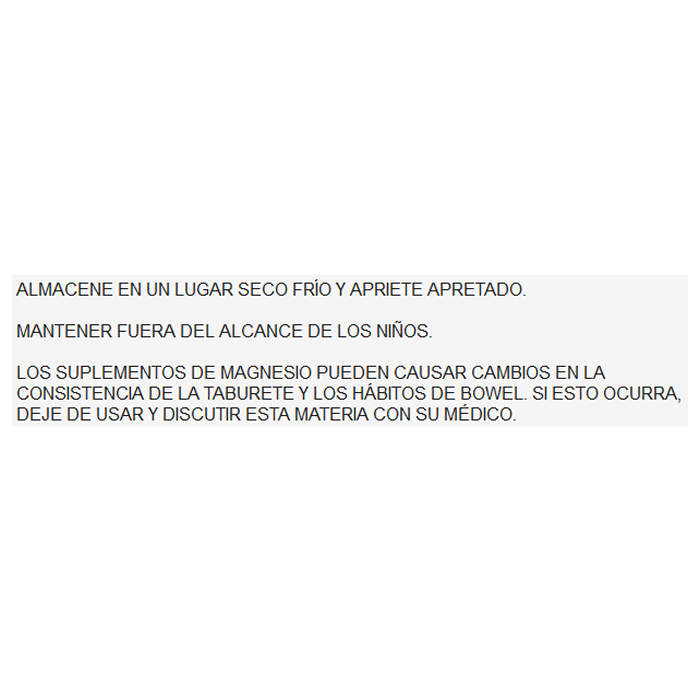 ALMACENE EN UN LUGAR SECO FRÍO Y APRIETE APRETADO.
MANTENER FUERA DEL ALCANCE DE LOS NIÑOS.
LOS SUPLEMENTOS DE MAGNESIO PUEDEN CAUSAR CAMBIOS EN LA
CONSISTENCIA DE LA TABURETE Y LOS HÁBITOS DE BOWEL. SI ESTO OCURRA,
DEJE DE USAR Y DISCUTIR ESTA MATERIA CON SU MÉDICO.